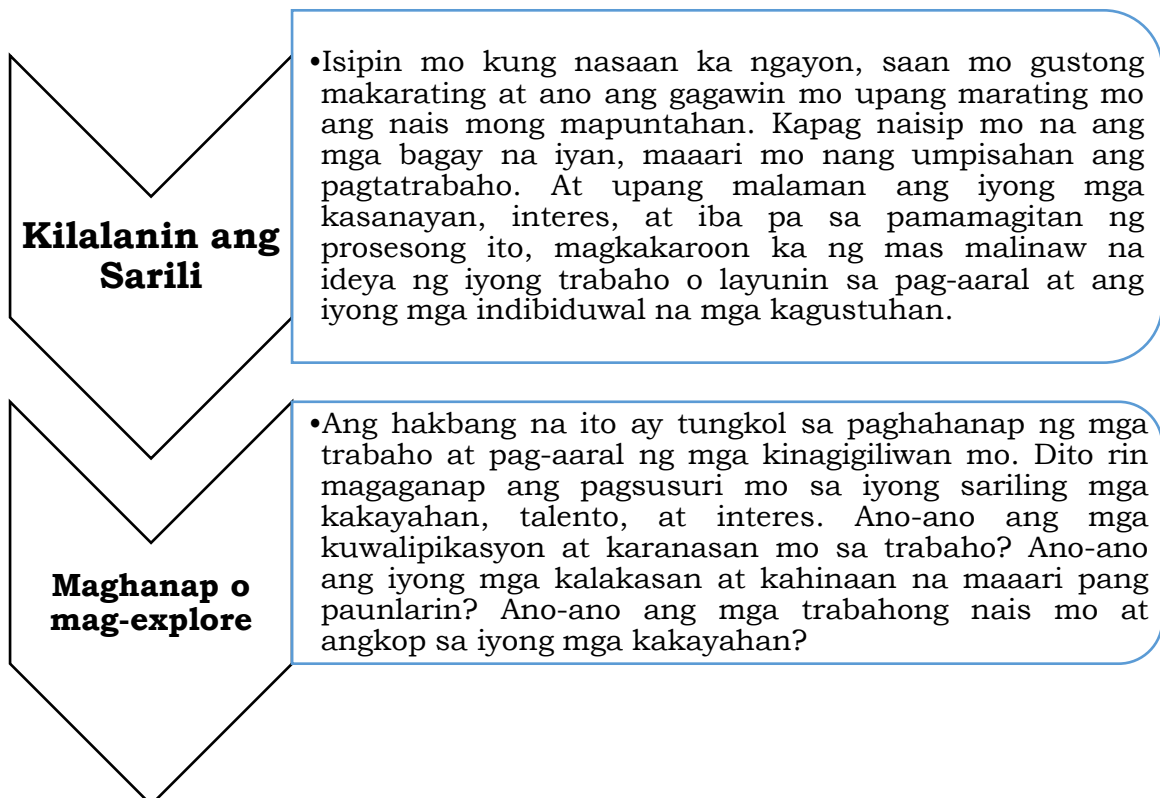 Kilalanin ang
Sarili
•Isipin mo kung nasaan ka ngayon, saan mo gustong
makarating at ano ang gagawin mo upang marating mo
ang nais mong mapuntahan. Kapag naisip mo na ang
mga bagay na iyan, maaari mo nang umpisahan ang
pagtatrabaho. At upang malaman ang iyong mga
kasanayan, interes, at iba pa sa pamamagitan ng
prosesong ito, magkakaroon ka ng mas malinaw na
ideya ng iyong trabaho o layunin sa pag-aaral at ang
iyong mga indibiduwal na mga kagustuhan.
Maghanap o
mag-explore
•Ang hakbang na ito ay tungkol sa paghahanap ng mga
trabaho at pag-aaral ng mga kinagigiliwan mo. Dito rin
magaganap ang pagsusuri mo sa iyong sariling mga
kakayahan, talento, at interes. Ano-ano ang mga
kuwalipikasyon at karanasan mo sa trabaho? Ano-ano
ang iyong mga kalakasan at kahinaan na maaari pang
paunlarin? Ano-ano ang mga trabahong nais mo at
angkop sa iyong mga kakayahan?